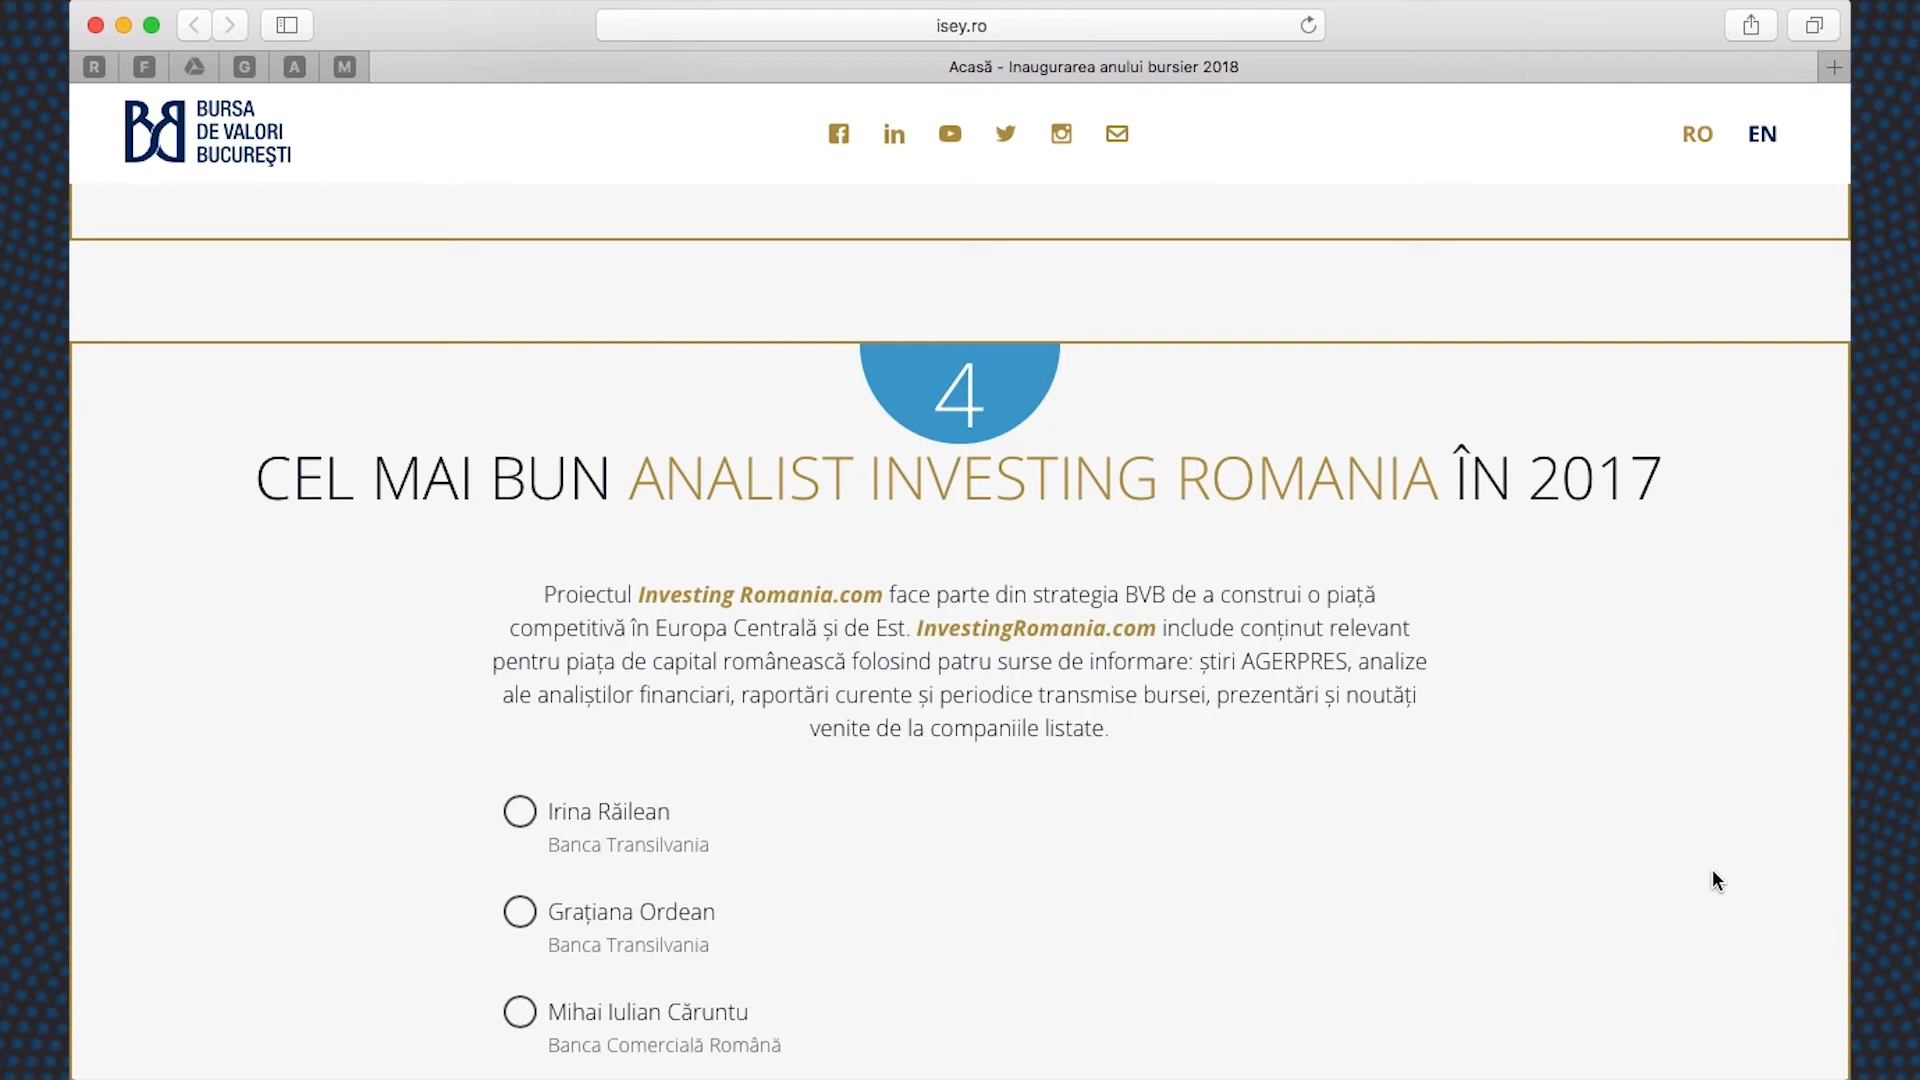 isey.ro
R F G A M
Acasă - Inaugurarea anului bursier 2018
BURSA
DE VALORI
BUCUREŞTI
RO EN
4
CEL MAI BUN ANALIST INVESTING ROMANIA ÎN 2017
Proiectul Investing Romania.com face parte din strategia BVB de a construi o piață
competitivă în Europa Centrală și de Est. InvestingRomania.com include conținut relevant
pentru piața de capital românească folosind patru surse de informare: știri AGERPRES, analize
ale analiștilor financiari, raportări curente și periodice transmise bursei, prezentări și noutăți
venite de la companiile listate.
Irina Răilean
Banca Transilvania
Grațiana Ordean
Banca Transilvania
Mihai Iulian Căruntu
Banca Comercială Română